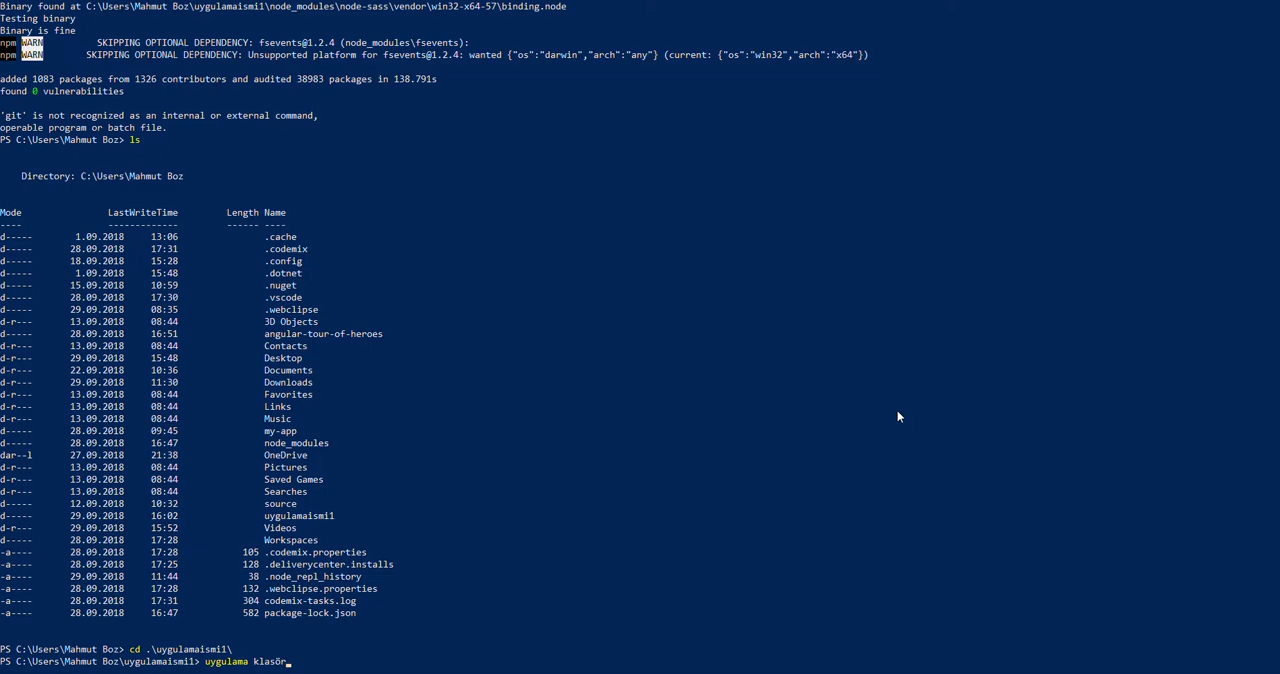 Binary found at C:\Users\Mahmut Boz\uygulamaismi1\node_modules\node-sass\vendor\win32-x64-57\binding.node
Testing binary
Binary is fine
npm WARN SKIPPING OPTIONAL DEPENDENCY: fsevents@1.2.4 (node_modules\fsevents):
npm WARN SKIPPING OPTIONAL DEPENDENCY: Unsupported platform for fsevents@1.2.4: wanted {"os":"darwin","arch":"any"} (current: {"os":"win32","arch":"x64"})
added 1083 packages from 1326 contributors and audited 38983 packages in 138.791s
found 0 vulnerabilities
'git' is not recognized as an internal or external command,
operable program or batch file.
PS C:\Users\Mahmut Boz> ls
Directory: C:\Users\Mahmut Boz
Mode LastWriteTime Length Name
---- ------------- ------ ----
d----- 1.09.2018 13:06 .cache
d----- 28.09.2018 17:31 .codemix
d----- 18.09.2018 15:28 .config
d----- 1.09.2018 15:48 .dotnet
d----- 15.09.2018 10:59 .nuget
d----- 28.09.2018 17:30 .vscode
d----- 29.09.2018 08:35 .webclipse
d-r--- 13.09.2018 08:44 3D Objects
d----- 28.09.2018 16:51 angular-tour-of-heroes
d-r--- 13.09.2018 08:44 Contacts
d-r--- 29.09.2018 15:48 Desktop
d-r--- 22.09.2018 10:36 Documents
d-r--- 29.09.2018 11:30 Downloads
d-r--- 13.09.2018 08:44 Favorites
d-r--- 13.09.2018 08:44 Links
d-r--- 13.09.2018 08:44 Music
d----- 28.09.2018 09:45 my-app
d----- 28.09.2018 16:47 node_modules
dar--l 27.09.2018 21:38 OneDrive
d-r--- 13.09.2018 08:44 Pictures
d-r--- 13.09.2018 08:44 Saved Games
d-r--- 13.09.2018 08:44 Searches
d----- 12.09.2018 10:32 source
d----- 29.09.2018 16:02 uygulamaismi1
d-r--- 29.09.2018 15:52 Videos
d----- 28.09.2018 17:28 Workspaces
-a---- 28.09.2018 17:28 105 .codemix.properties
-a---- 28.09.2018 17:25 128 .deliverycenter.installs
-a---- 29.09.2018 11:44 38 .node_repl_history
-a---- 28.09.2018 17:28 132 .webclipse.properties
-a---- 28.09.2018 17:31 304 codemix-tasks.log
-a---- 28.09.2018 16:47 582 package-lock.json
PS C:\Users\Mahmut Boz> cd .\uygulamaismi1\
PS C:\Users\Mahmut Boz\uygulamaismi1> uygulama klasör_